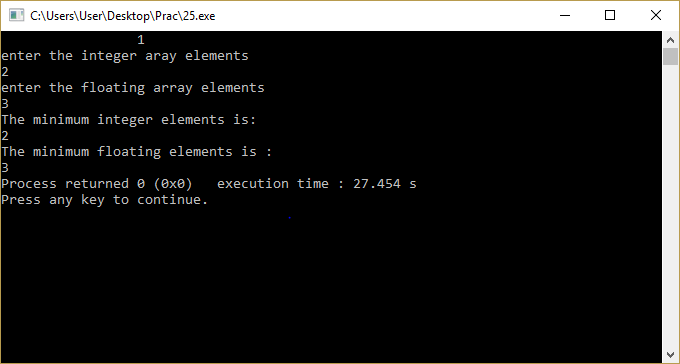 C:\Users\User\Desktop\Prac\25.exe
1
enter the integer aray elements
2
enter the floating array elements
3
The minimum integer elements is:
2
The minimum floating elements is :
3
Process returned 0 (0x0)   execution time : 27.454 s
Press any key to continue.